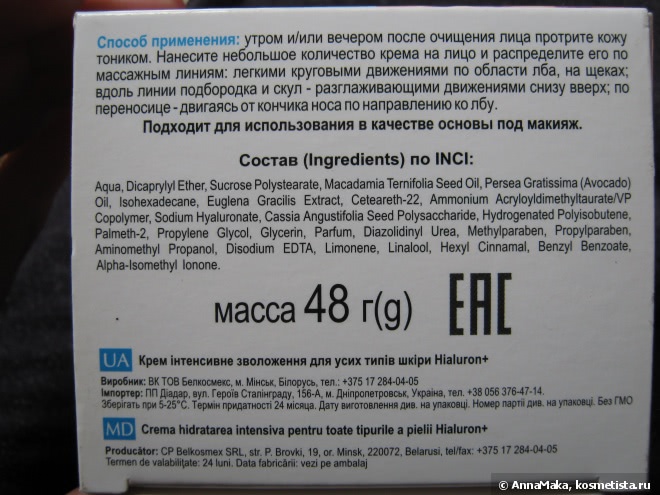 Способ применения: утром и/или вечером после очищения лица протрите кожу
тоником. Нанесите небольшое количество крема на лицо и распределите его по
массажным линиям: легкими круговыми движениями по области лба, на щеках;
вдоль линии подбородка и скул - разглаживающими движениями снизу вверх; по
переносице - двигаясь от кончика носа по направлению ко лбу.
Подходит для использования в качестве основы под макияж.
Состав (Ingredients) по INCI:
Aqua, Dicaprylyl Ether, Sucrose Polystearate, Macadamia Ternifolia Seed Oil, Persea Gratissima (Avocado)
Oil, Isohexadecane, Euglena Gracilis Extract, Ceteareth-22, Ammonium Acryloyldimethyltaurate/VP
Copolymer, Sodium Hyaluronate, Cassia Angustifolia Seed Polysaccharide, Hydrogenated Polyisobutene,
Palmeth-2, Propylene Glycol, Glycerin, Parfum, Diazolidinyl Urea, Methylparaben, Propylparaben,
Aminomethyl Propanol, Disodium EDTA, Limonene, Linalool, Hexyl Cinnamal, Benzyl Benzoate,
Alpha-Isomethyl Ionone.
масса 48 г(g) EAC
UA Крем інтенсивне зволоження для усих типів шкіри Hialuron+
Виробник: ВК ТОВ Белкосмекс, м. Мінськ, Білорусь, тел.: +375 17 284-04-05
Імпортер: ПП Діадар, вул. Героїв Сталінграду, 156-А, м. Дніпропетровськ, Україна, тел. +38 056 376-47-14.
Зберігати при 5-25°С. Термін придатності 24 місяця. Дату виготовлення див. на упаковці. Номер партії див. на упаковці. Без ГМО
MD Crema hidratarea intensiva pentru toate tipurile a pielii Hialuron+
Producător: CP Belkosmex SRL, str. P. Brovki, 19, or. Minsk, 220072, Belarusi, tel/fax: +375 17 284-04-05
Termen de valabilițate: 24 luni. Data fabricării: vezi pe ambalaj
© AnnaMaka, kosmetista.ru